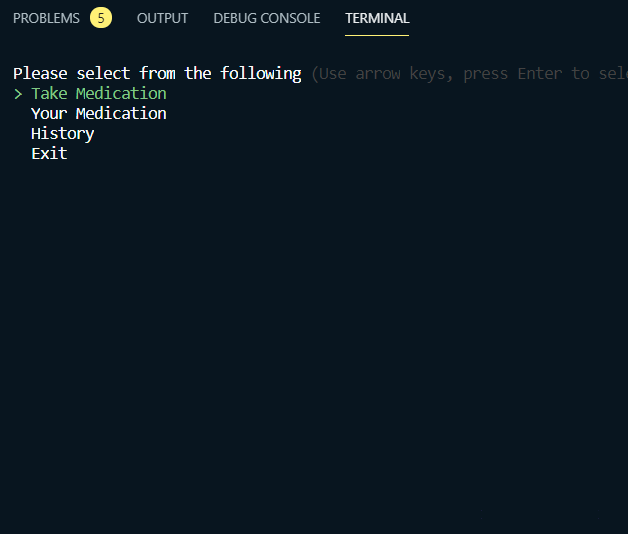 PROBLEMS 5 OUTPUT DEBUG CONSOLE TERMINAL
Please select from the following (Use arrow keys, press Enter to sele
> Take Medication
Your Medication
History
Exit